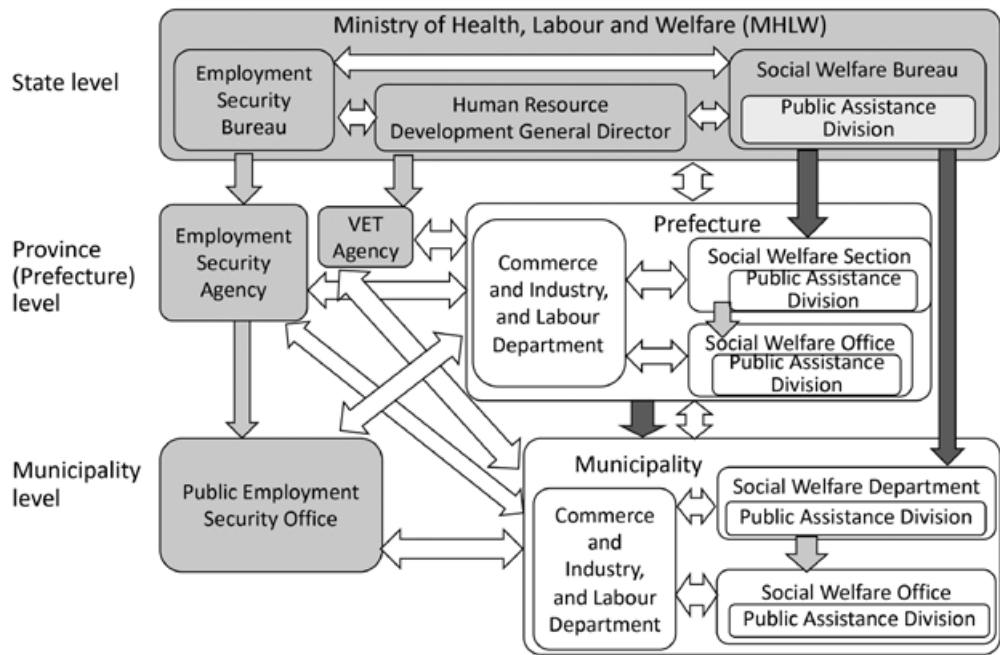 Ministry of Health, Labour and Welfare (MHLW)
State level
Employment
Security
Bureau
Human Resource
Development General Director
Social Welfare Bureau
Public Assistance
Division
Province
(Prefecture)
level
Employment
Security
Agency
VET
Agency
Prefecture
Commerce
and Industry,
and Labour
Department
Social Welfare Section
Public Assistance
Division
Social Welfare Office
Public Assistance
Division
Municipality
level
Public Employment
Security Office
Municipality
Commerce
and
Industry,
and Labour
Department
Social Welfare Department
Public Assistance Division
Social Welfare Office
Public Assistance Division